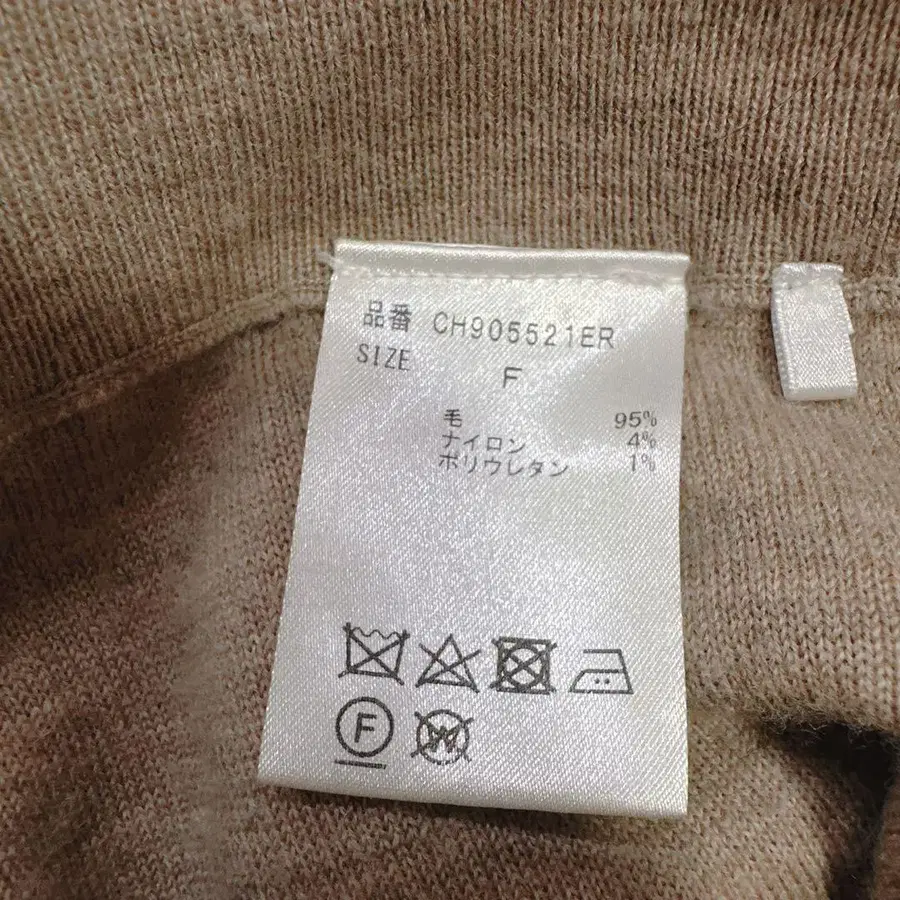 品番 CH905521ER
SIZE F
毛 95%
ナイロン 4%
ポリウレタン 1%
F W